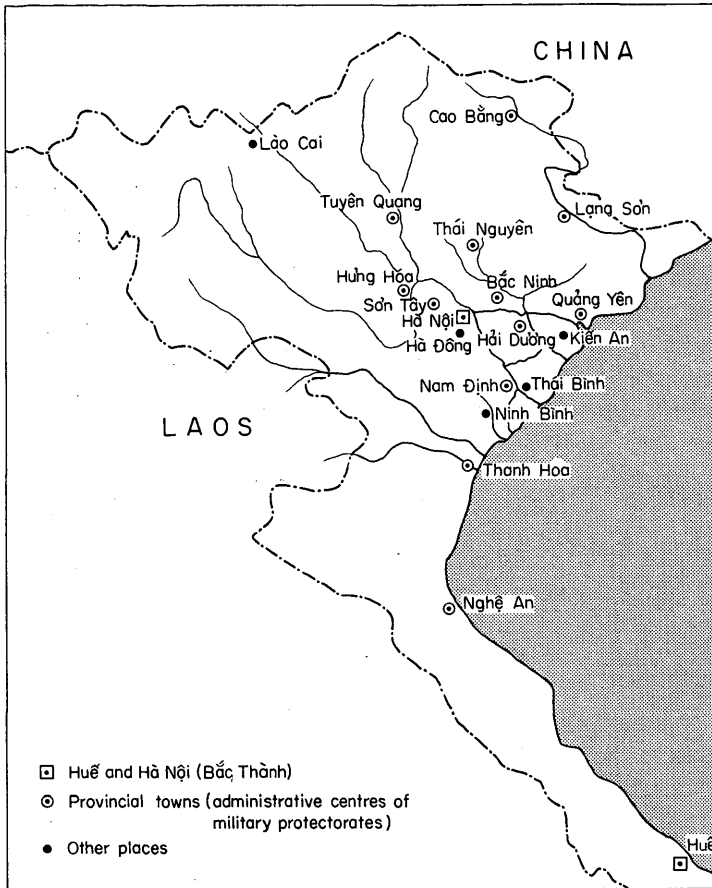 CHINA
Cao Bằng
Lào Cai
Tuyên Quang
Lạng Sơn
Thái Nguyên
Hưng Hóa
Bắc Ninh
Sơn Tây
Quảng Yên
Hà Nội
Hà Đông
Hải Dương
Kiến An
Nam Định
Thái Bình
Ninh Bình
LAOS
Thanh Hoa
Nghệ An
Huế and Hà Nội (Bắc Thành)
Provincial towns (administrative centres of
military protectorates)
Other places
Huế